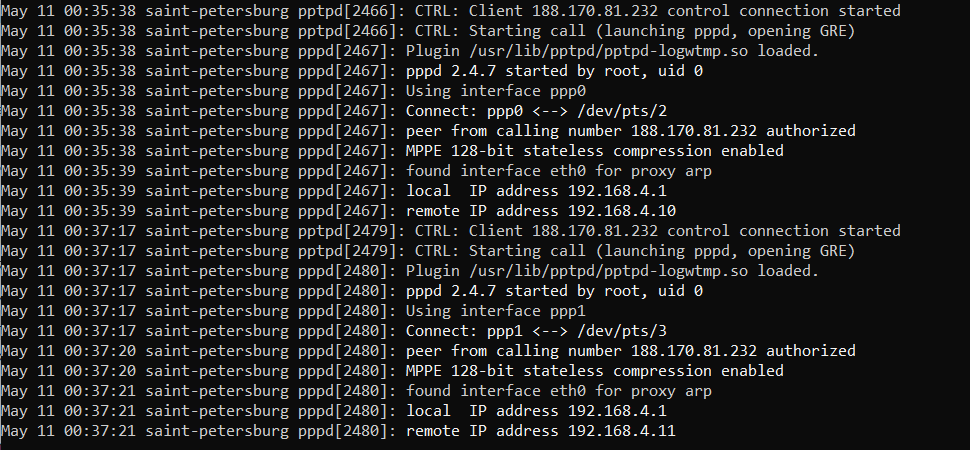 May 11 00:35:38 saint-petersburg pptpd[2466]: CTRL: Client 188.170.81.232 control connection started
May 11 00:35:38 saint-petersburg pptpd[2466]: CTRL: Starting call (launching pppd, opening GRE)
May 11 00:35:38 saint-petersburg pppd[2467]: Plugin /usr/lib/pptpd/pptpd-logwtmp.so loaded.
May 11 00:35:38 saint-petersburg pppd[2467]: pppd 2.4.7 started by root, uid 0
May 11 00:35:38 saint-petersburg pppd[2467]: Using interface ppp0
May 11 00:35:38 saint-petersburg pppd[2467]: Connect: ppp0 <--> /dev/pts/2
May 11 00:35:38 saint-petersburg pppd[2467]: peer from calling number 188.170.81.232 authorized
May 11 00:35:38 saint-petersburg pppd[2467]: MPPE 128-bit stateless compression enabled
May 11 00:35:39 saint-petersburg pppd[2467]: found interface eth0 for proxy arp
May 11 00:35:39 saint-petersburg pppd[2467]: local  IP address 192.168.4.1
May 11 00:35:39 saint-petersburg pppd[2467]: remote IP address 192.168.4.10
May 11 00:37:17 saint-petersburg pptpd[2479]: CTRL: Client 188.170.81.232 control connection started
May 11 00:37:17 saint-petersburg pptpd[2479]: CTRL: Starting call (launching pppd, opening GRE)
May 11 00:37:17 saint-petersburg pppd[2480]: Plugin /usr/lib/pptpd/pptpd-logwtmp.so loaded.
May 11 00:37:17 saint-petersburg pppd[2480]: pppd 2.4.7 started by root, uid 0
May 11 00:37:17 saint-petersburg pppd[2480]: Using interface ppp1
May 11 00:37:17 saint-petersburg pppd[2480]: Connect: ppp1 <--> /dev/pts/3
May 11 00:37:20 saint-petersburg pppd[2480]: peer from calling number 188.170.81.232 authorized
May 11 00:37:20 saint-petersburg pppd[2480]: MPPE 128-bit stateless compression enabled
May 11 00:37:21 saint-petersburg pppd[2480]: found interface eth0 for proxy arp
May 11 00:37:21 saint-petersburg pppd[2480]: local  IP address 192.168.4.1
May 11 00:37:21 saint-petersburg pppd[2480]: remote IP address 192.168.4.11